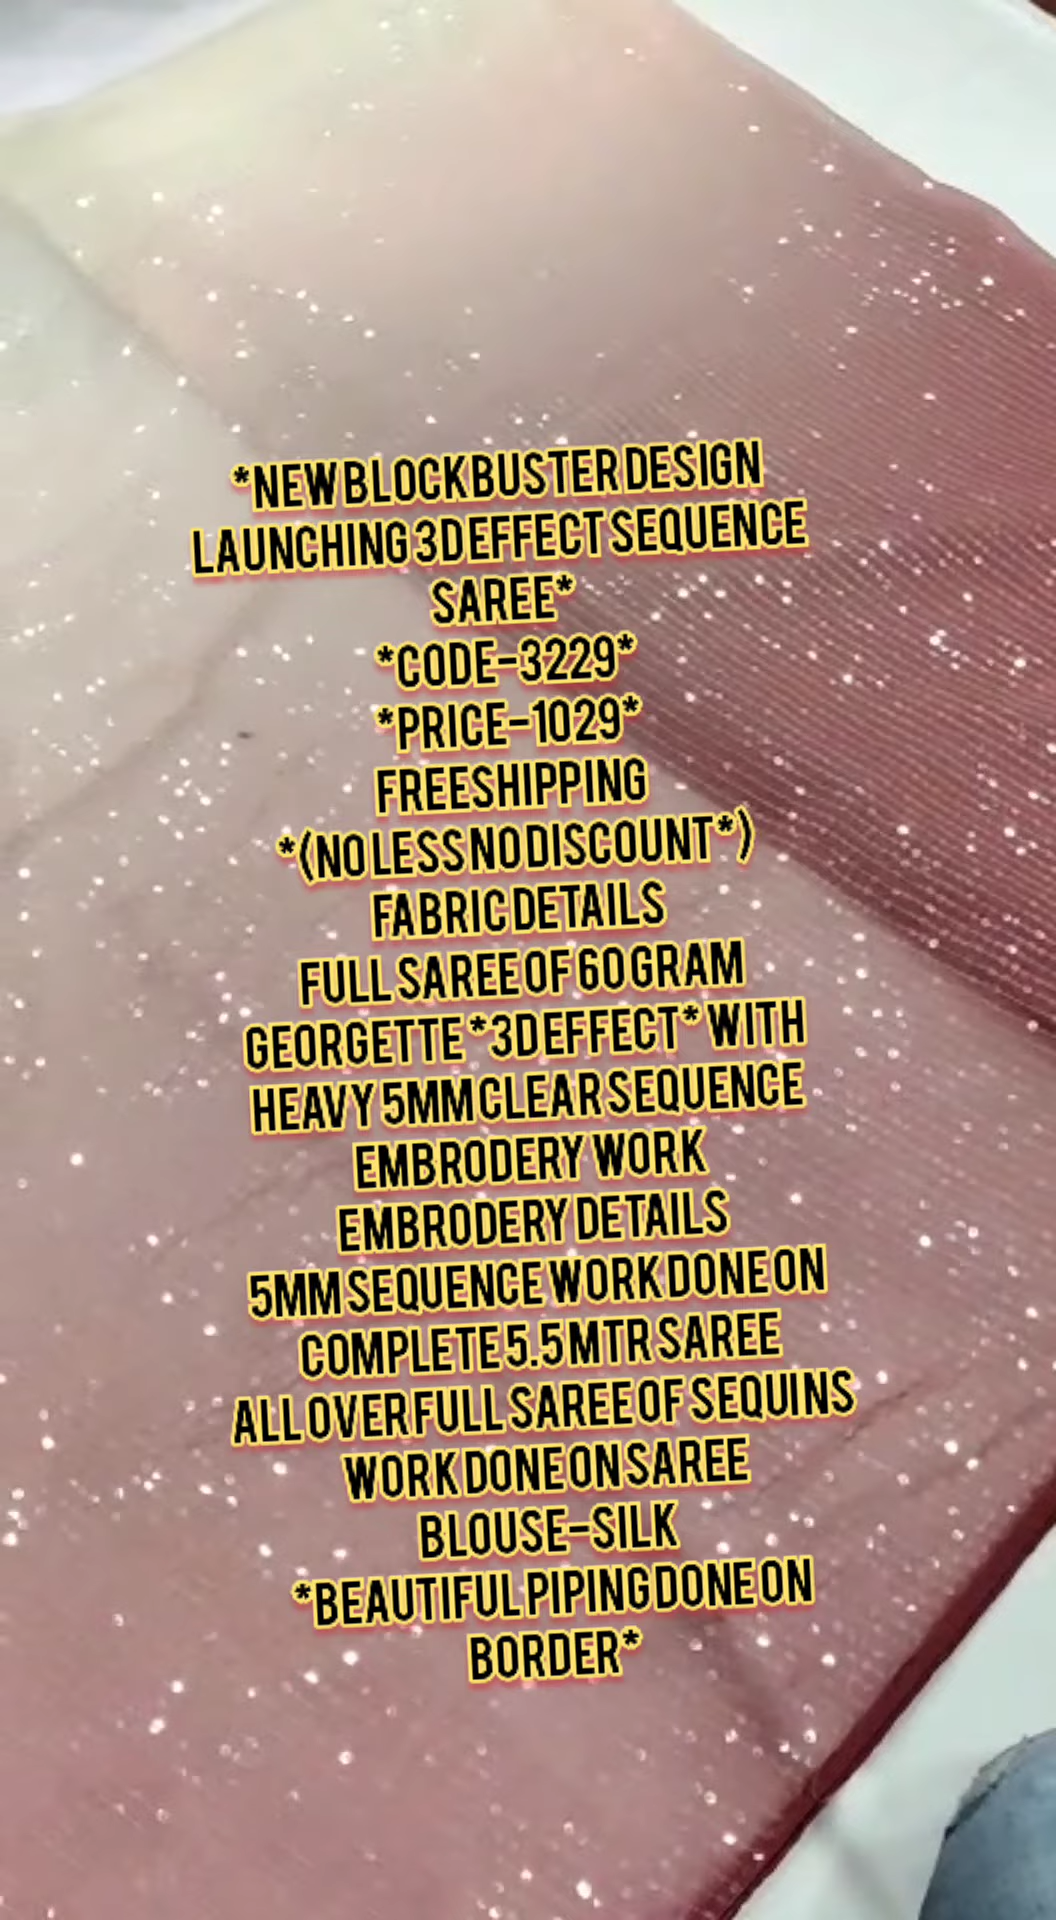 *NEW BLOCKBUSTER DESIGN
LAUNCHING 3D EFFECT SEQUENCE
SAREE*
*CODE-3229*
*PRICE-1029*
FREESHIPPING
*(NO LESS NO DISCOUNT*)
FABRIC DETAILS
FULL SAREE OF 60 GRAM
GEORGETTE *3D EFFECT* WITH
HEAVY 5MM CLEAR SEQUENCE
EMBRODERY WORK
EMBRODERY DETAILS
5MM SEQUENCE WORK DONE ON
COMPLETE 5.5 MTR SAREE
ALL OVER FULL SAREE OF SEQUINS
WORK DONE ON SAREE
BLOUSE-SILK
*BEAUTIFUL PIPING DONE ON
BORDER*